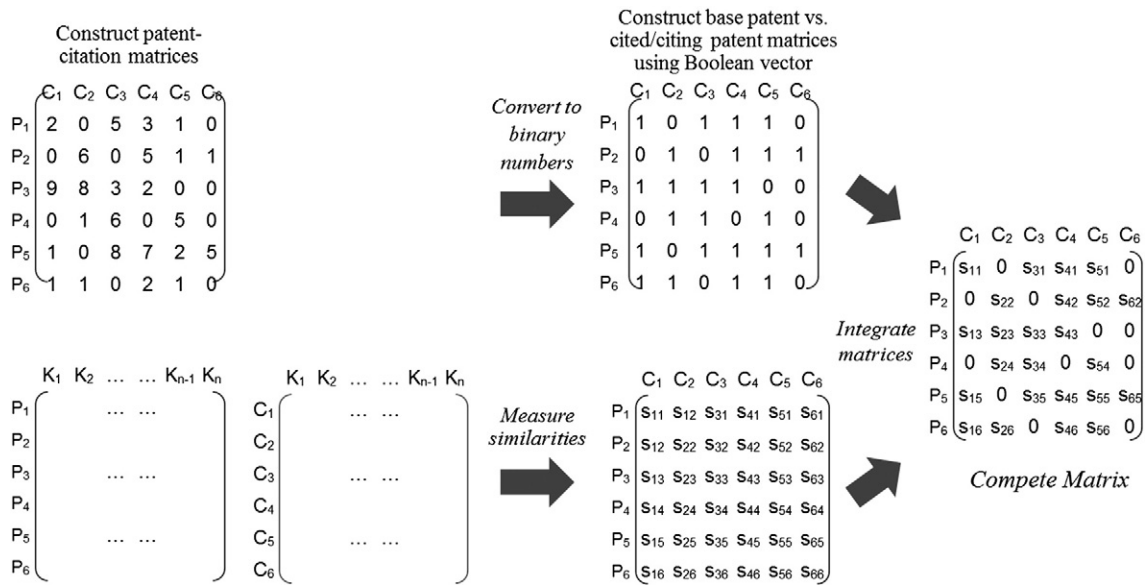 Construct patent-
citation matrices
C₁ C₂ C₃ C₄ C₅ C₆
P₁ 2 0 5 3 1 0
P₂ 0 6 0 5 1 1
P₃ 9 8 3 2 0 0
P₄ 0 1 6 0 5 0
P₅ 1 0 8 7 2 5
P₆ 1 1 0 2 1 0
Convert to
binary
numbers
Construct base patent vs.
cited/citing patent matrices
using Boolean vector
C₁ C₂ C₃ C₄ C₅ C₆
P₁ 1 0 1 1 1 0
P₂ 0 1 0 1 1 1
P₃ 1 1 1 1 0 0
P₄ 0 1 1 0 1 0
P₅ 1 0 1 1 1 1
P₆ 1 1 0 1 1 0
K₁ K₂ ... ... Kₙ₋₁ Kₙ
P₁ ... ...
P₂
P₃ ... ...
P₄
P₅ ... ...
P₆
K₁ K₂ ... ... Kₙ₋₁ Kₙ
C₁ ... ...
C₂
C₃ ... ...
C₄
C₅ ... ...
C₆
Measure
similarities
C₁ C₂ C₃ C₄ C₅ C₆
P₁ s₁₁ s₁₂ s₃₁ s₄₁ s₅₁ s₆₁
P₂ s₁₂ s₂₂ s₃₂ s₄₂ s₅₂ s₆₂
P₃ s₁₃ s₂₃ s₃₃ s₄₃ s₅₃ s₆₃
P₄ s₁₄ s₂₄ s₃₄ s₄₄ s₅₄ s₆₄
P₅ s₁₅ s₂₅ s₃₅ s₄₅ s₅₅ s₆₅
P₆ s₁₆ s₂₆ s₃₆ s₄₆ s₅₆ s₆₆
Integrate
matrices
C₁ C₂ C₃ C₄ C₅ C₆
P₁ s₁₁ 0 s₃₁ s₄₁ s₅₁ 0
P₂ 0 s₂₂ 0 s₄₂ s₅₂ s₆₂
P₃ s₁₃ s₂₃ s₃₃ s₄₃ 0 0
P₄ 0 s₂₄ s₃₄ 0 s₅₄ 0
P₅ s₁₅ 0 s₃₅ s₄₅ s₅₅ s₆₅
P₆ s₁₆ s₂₆ 0 s₄₆ s₅₆ 0
Compete Matrix